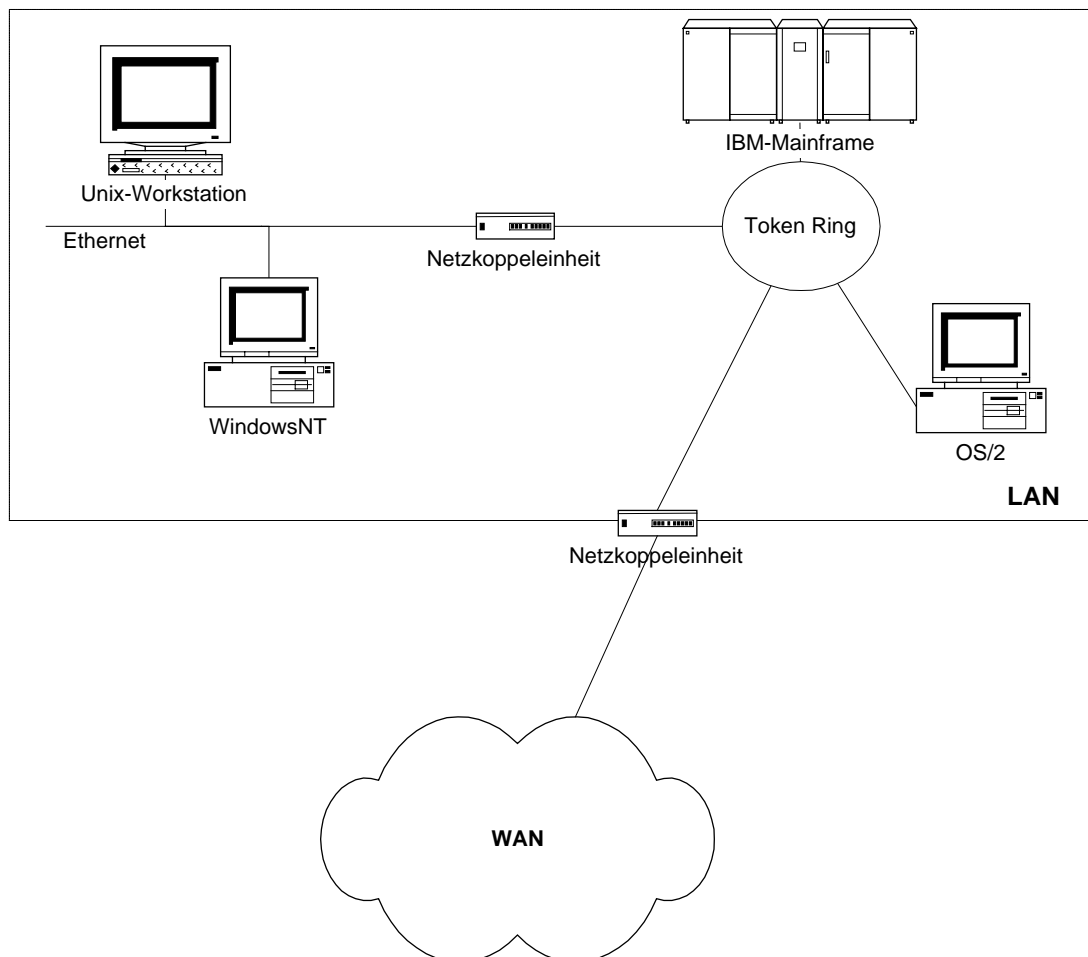 IBM-Mainframe
Unix-Workstation
Token Ring
Ethernet
Netzkoppeleinheit
WindowsNT
OS/2
LAN
Netzkoppeleinheit
WAN